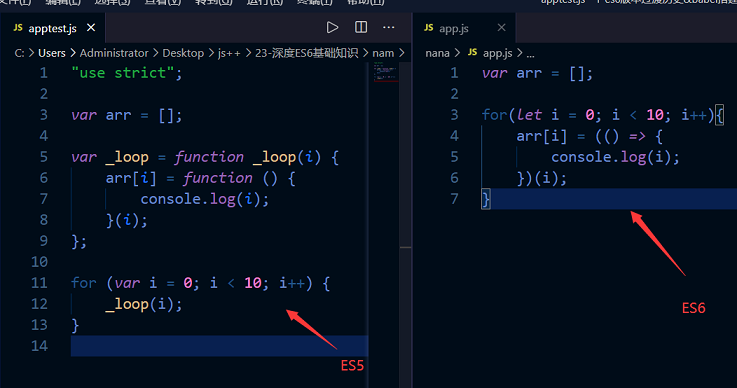 apptest.js
C: > Users > Administrator > Desktop > js++ > 23-深度ES6基础知识 > nam
1 "use strict";
2
3 var arr = [];
4
5 var _loop = function _loop(i) {
6 arr[i] = function () {
7 console.log(i);
8 }(i);
9 };
10
11 for (var i = 0; i < 10; i++) {
12 _loop(i);
13 }
14
ES5
app.js
nana > app.js > ...
1 var arr = [];
2
3 for(let i = 0; i < 10; i++){
4 arr[i] = (() => {
5 console.log(i);
6 })(i);
7 }
ES6